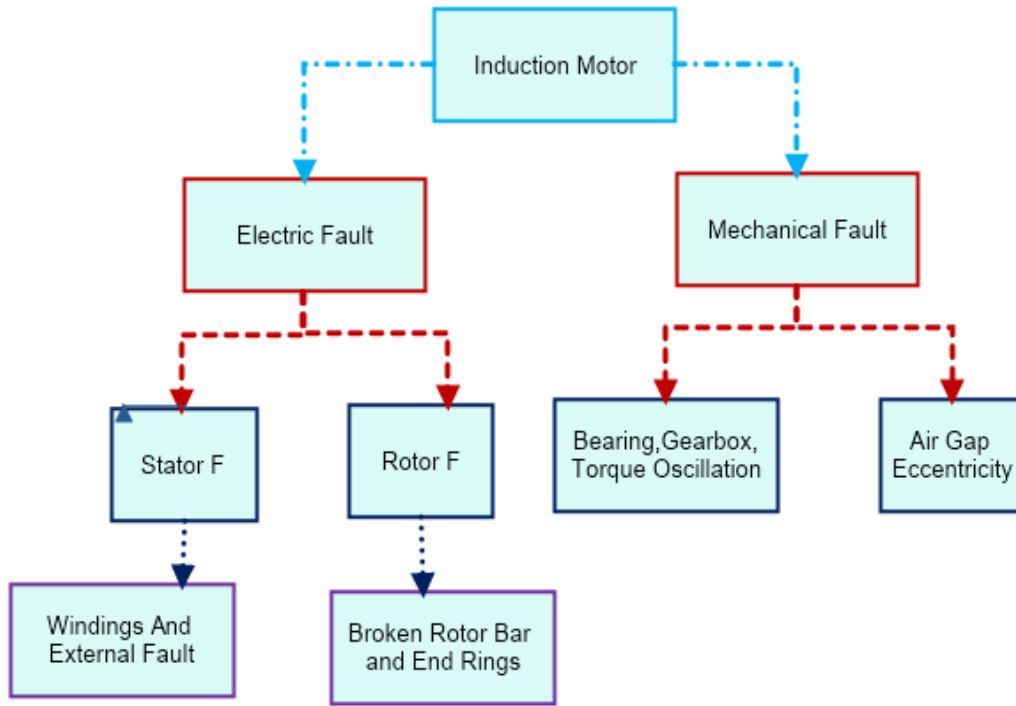 Induction Motor
Electric Fault
Mechanical Fault
Stator F
Rotor F
Bearing,Gearbox,
Torque Oscillation
Air Gap
Eccentricity
Windings And
External Fault
Broken Rotor Bar
and End Rings